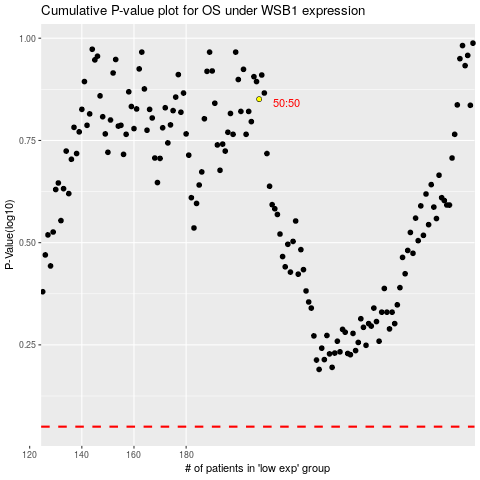 Cumulative P-value plot for OS under WSB1 expression
P-Value(log10)
1.00
0.75
0.50
0.25
50:50
120 140 160 180
# of patients in 'low exp' group